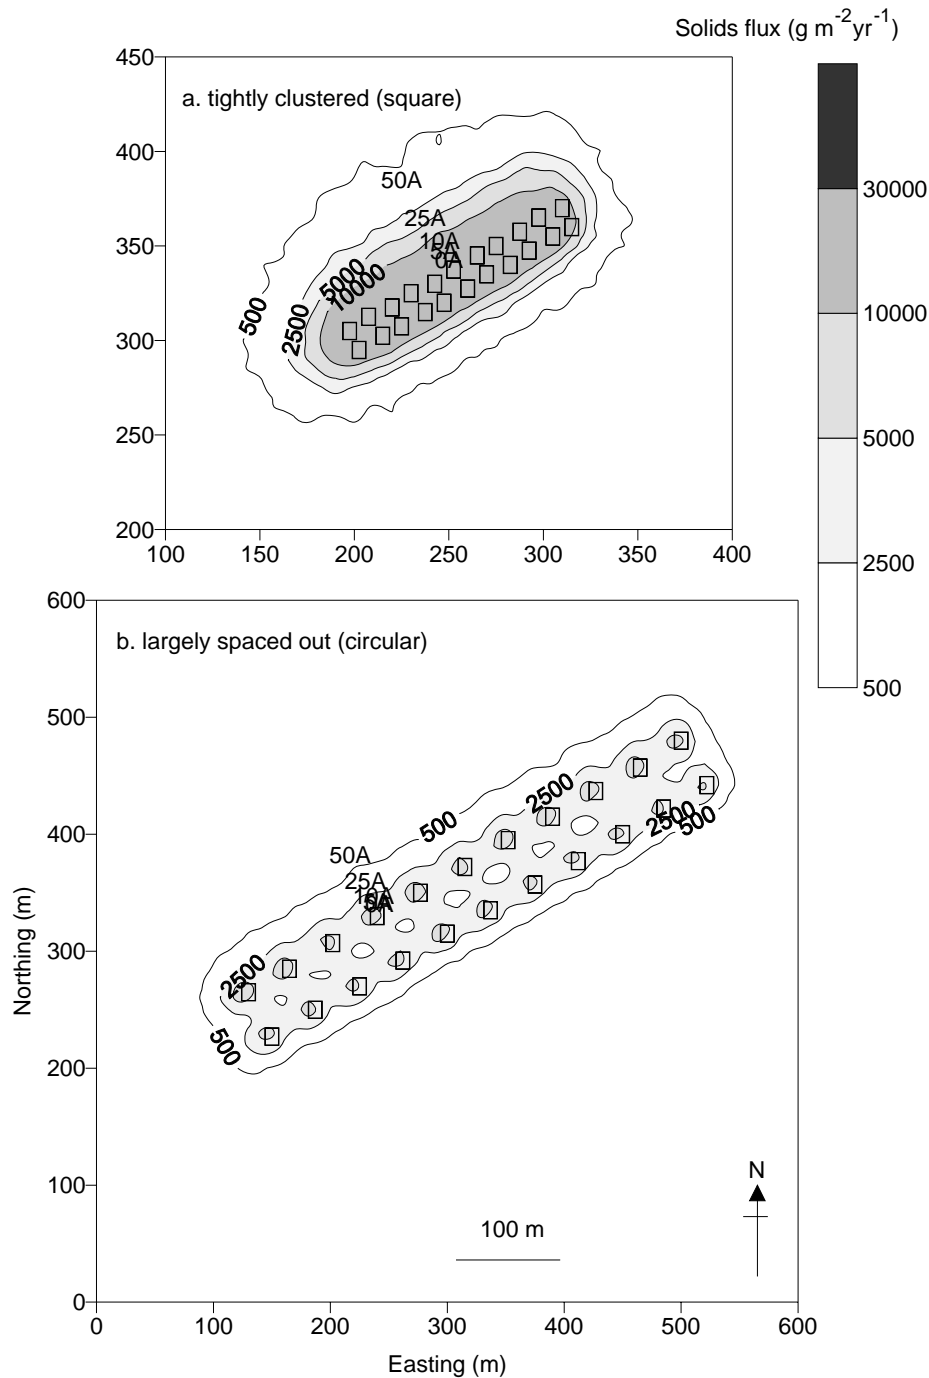 Solids flux (g m-2yr-1)
450
a. tightly clustered (square)
400
50A
30000
25A
350
10A
5A
0A
5000
10000
500
2500
10000
300
250
5000
200
100 150 200 250 300 350 400
2500
600
b. largely spaced out (circular)
500
500
2500
500
2500
500
400
50A
25A
10A
5A
300
2500
500
200
N
100
100 m
0
0 100 200 300 400 500 600
Northing (m)
Easting (m)